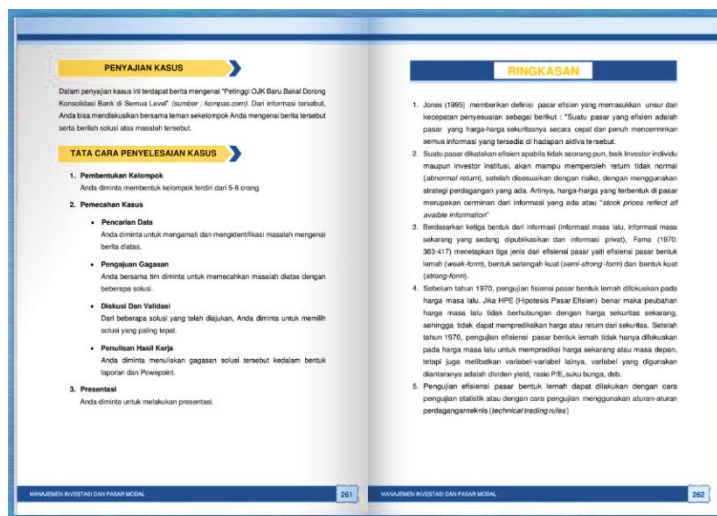 PENYAJIAN KASUS
Dalam penyajian kasus ini terdapat berita mengenai "Petinggi OJK Baru Bakal Dorong
Konsolidasi Bank di Semua Level" (sumber : kompas.com). Dari informasi tersebut,
Anda bisa mendiskusikan bersama teman sekelompok Anda mengenai berita tersebut
serta berilah solusi atas masalah tersebut.
TATA CARA PENYELESAIAN KASUS
1. Pembentukan Kelompok
Anda diminta membentuk kelompok terdiri dari 5-6 orang
2. Pemecahan Kasus
• Pencarian Data
Anda diminta untuk mengamati dan mengidentifikasi masalah mengenai
berita diatas.
• Pengajuan Gagasan
Anda bersama tim diminta untuk memecahkan masalah diatas dengan
beberapa solusi.
• Diskusi Dan Validasi
Dari beberapa solusi yang telah diajukan, Anda diminta untuk memilih
solusi yang paling tepat.
• Penulisan Hasil Kerja
Anda diminta menuliskan gagasan solusi tersebut kedalam bentuk
laporan dan Powepoint.
3. Presentasi
Anda diminta untuk melakukan presentasi.
MANAJEMEN INVESTASI DAN PASAR MODAL
261
RINGKASAN
1. Jones (1995) memberikan definisi pasar efisien yang memasukkan unsur dari
kecepatan penyesuaian sebagai berikut : "Suatu pasar yang efisien adalah
pasar yang harga-harga sekuritasnya secara cepat dan penuh mencerminkan
semua informasi yang tersedia di hadapan aktiva tersebut.
2. Suatu pasar dikatakan efisien apabila tidak seorang pun, baik Investor individu
maupun investor institusi, akan mampu memperoleh return tidak normal
(abnormal return), setelah disesuaikan dengan risiko, dengan menggunakan
strategi perdagangan yang ada. Artinya, harga-harga yang terbentuk di pasar
merupakan cerminan dari informasi yang ada atau "stock prices reflect all
avaible information"
3. Berdasarkan ketiga bentuk dari informasi (informasi masa lalu, informasi masa
sekarang yang sedang dipublikasikan dan informasi privat), Fama (1970:
383-417) menetapkan tiga jenis dari efisiensi pasar yaiti efisiensi pasar bentuk
lemah (weak-form), bentuk setengah kuat (semi-strong -form) dan bentuk kuat
(strong-form).
4. Sebelum tahun 1970, pengujian fisiensi pasar bentuk lemah difokuskan pada
harga masa lalu. Jika HPE (Hipotesis Pasar Efisien) benar maka peubahan
harga masa lalu tidak berhubungan dengan harga sekuritas sekarang,
sehingga tidak dapat memprediksikan harga atau return dari sekuritas. Setelah
tahun 1970, pengujian efisiensi pasar bentuk lemah tidak hanya difokuskan
pada harga masa lalu untuk memprediksi harga sekarang atau masa depan,
tetapi juga melibatkan variabel-variabel lainya, variabel yang digunakan
diantaranya adalah dividen yield, rasio P/E, suku bunga, dsb.
5. Pengujian efisiensi pasar bentuk lemah dapat dilakukan dengan cara
pengujian statistik atau dengan cara pengujian menggunakan aturan-aturan
perdaganganteknis (technical trading rules)
MANAJEMEN INVESTASI DAN PASAR MODAL
262